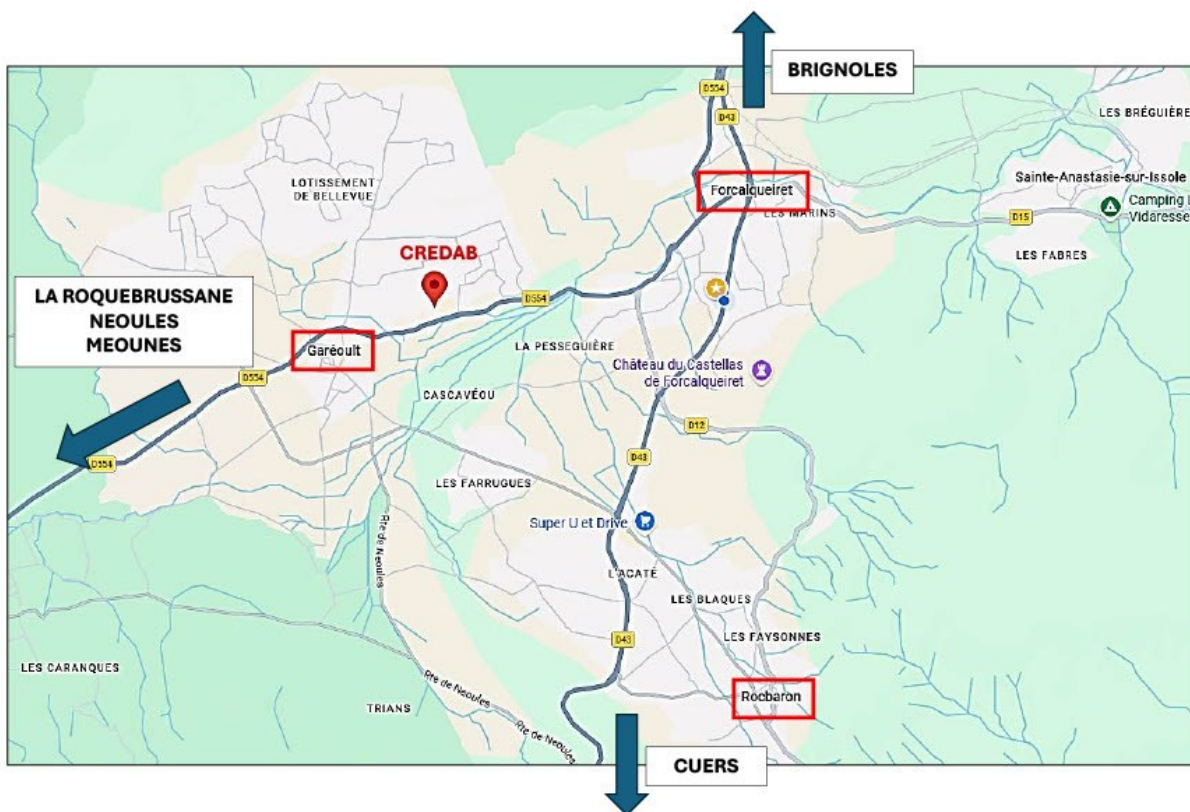 BRIGNOLES
D554
D43
LES BRÉGUIÈRE
LOTISSEMENT
DE BELLEVUE
Forcalqueiret
Sainte-Anastasie-sur-Issole
LES MARINS
Camping L
Vidaresse
D15
CREDAB
LES FABRES
LA ROQUEBRUSSANE
NEOULES
MEOUNES
D554
Garéoult
LA PESSEGUIÈRE
Château du Castellas
de Forcalqueiret
D554
CASCAVÉOU
D12
D554
D43
LES FARRUGUES
Super U et Drive
Rte de Neoules
L'ACATÉ
LES BLAQUES
D43
LES FAYSONNES
LES CARANQUES
Rte de Neoules
Rocbaron
TRIANS
Rte de Neoules
CUERS